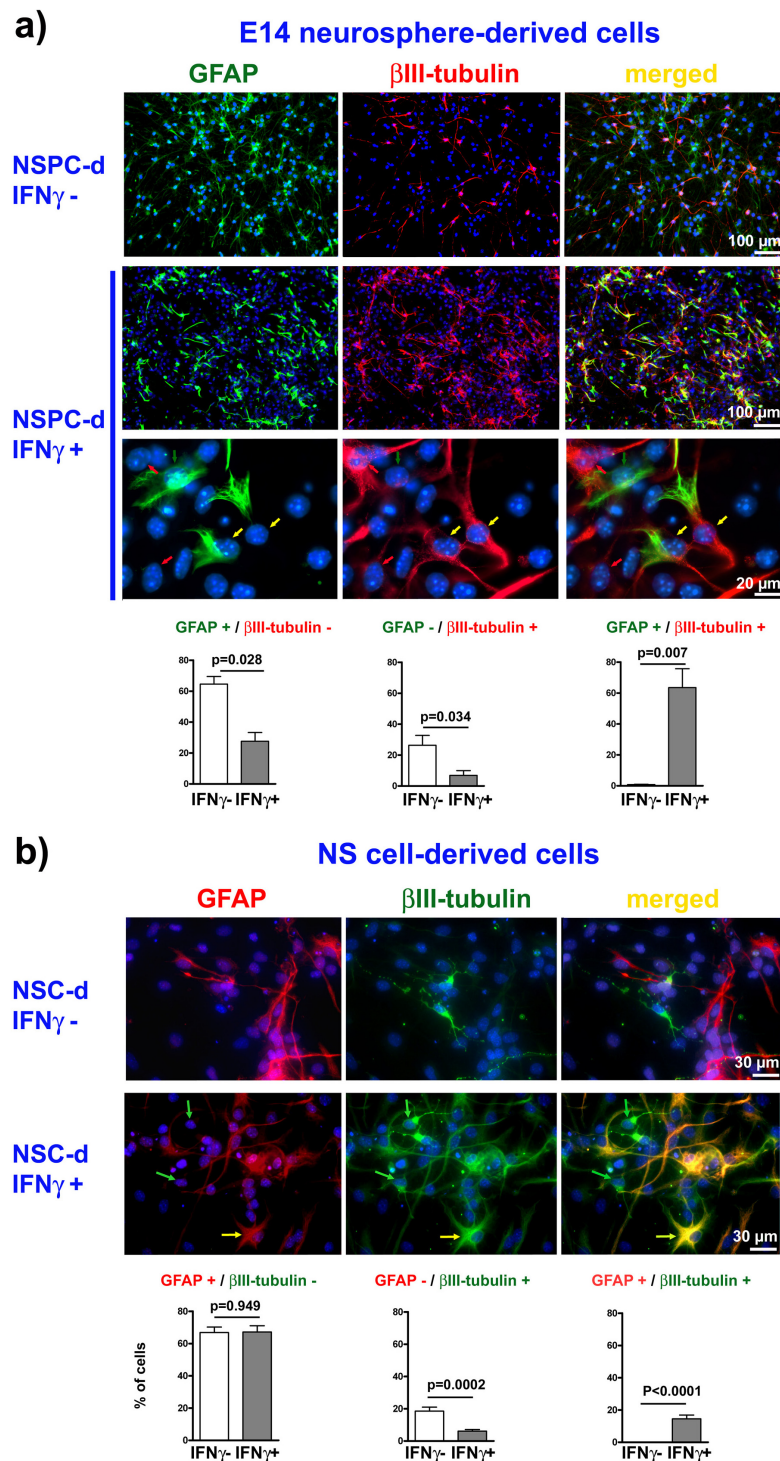 a)
E14 neurosphere-derived cells
GFAP
βIII-tubulin
merged
NSPC-d
IFNγ -
100 µm
NSPC-d
IFNγ +
100 µm
20 µm
GFAP + / βIII-tubulin -
GFAP - / βIII-tubulin +
GFAP + / βIII-tubulin +
80
60
40
20
0
p=0.028
IFNγ- IFNγ+
80
60
40
20
0
p=0.034
IFNγ- IFNγ+
80
60
40
20
0
p=0.007
IFNγ- IFNγ+
b)
NS cell-derived cells
GFAP
βIII-tubulin
merged
NSC-d
IFNγ -
30 µm
NSC-d
IFNγ +
30 µm
GFAP + / βIII-tubulin -
GFAP - / βIII-tubulin +
GFAP + / βIII-tubulin +
% of cells
80
60
40
20
0
p=0.949
IFNγ- IFNγ+
80
60
40
20
0
p=0.0002
IFNγ- IFNγ+
80
60
40
20
0
P<0.0001
IFNγ- IFNγ+